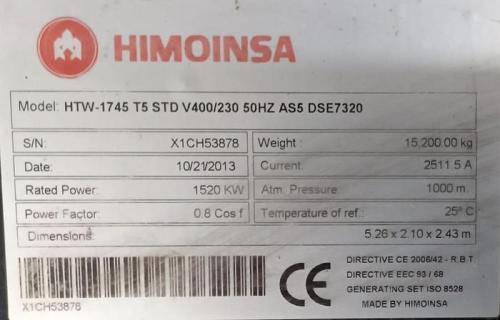 HIMOINSA
Model: HTW-1745 T5 STD V400/230 50HZ AS5 DSE7320
S/N: X1CH53878 Weight : 15,200.00 kg
Date: 10/21/2013 Current: 2511.5 A
Rated Power: 1520 KW Atm. Pressure: 1000 m.
Power Factor: 0.8 Cos f Temperature of ref.: 25º C
Dimensions: 5.26 x 2.10 x 2.43 m
X1CH53878
CE
DIRECTIVE CE 2006/42 - R.B.T
DIRECTIVE EEC 93 / 68
GENERATING SET ISO 8528
MADE BY HIMOINSA